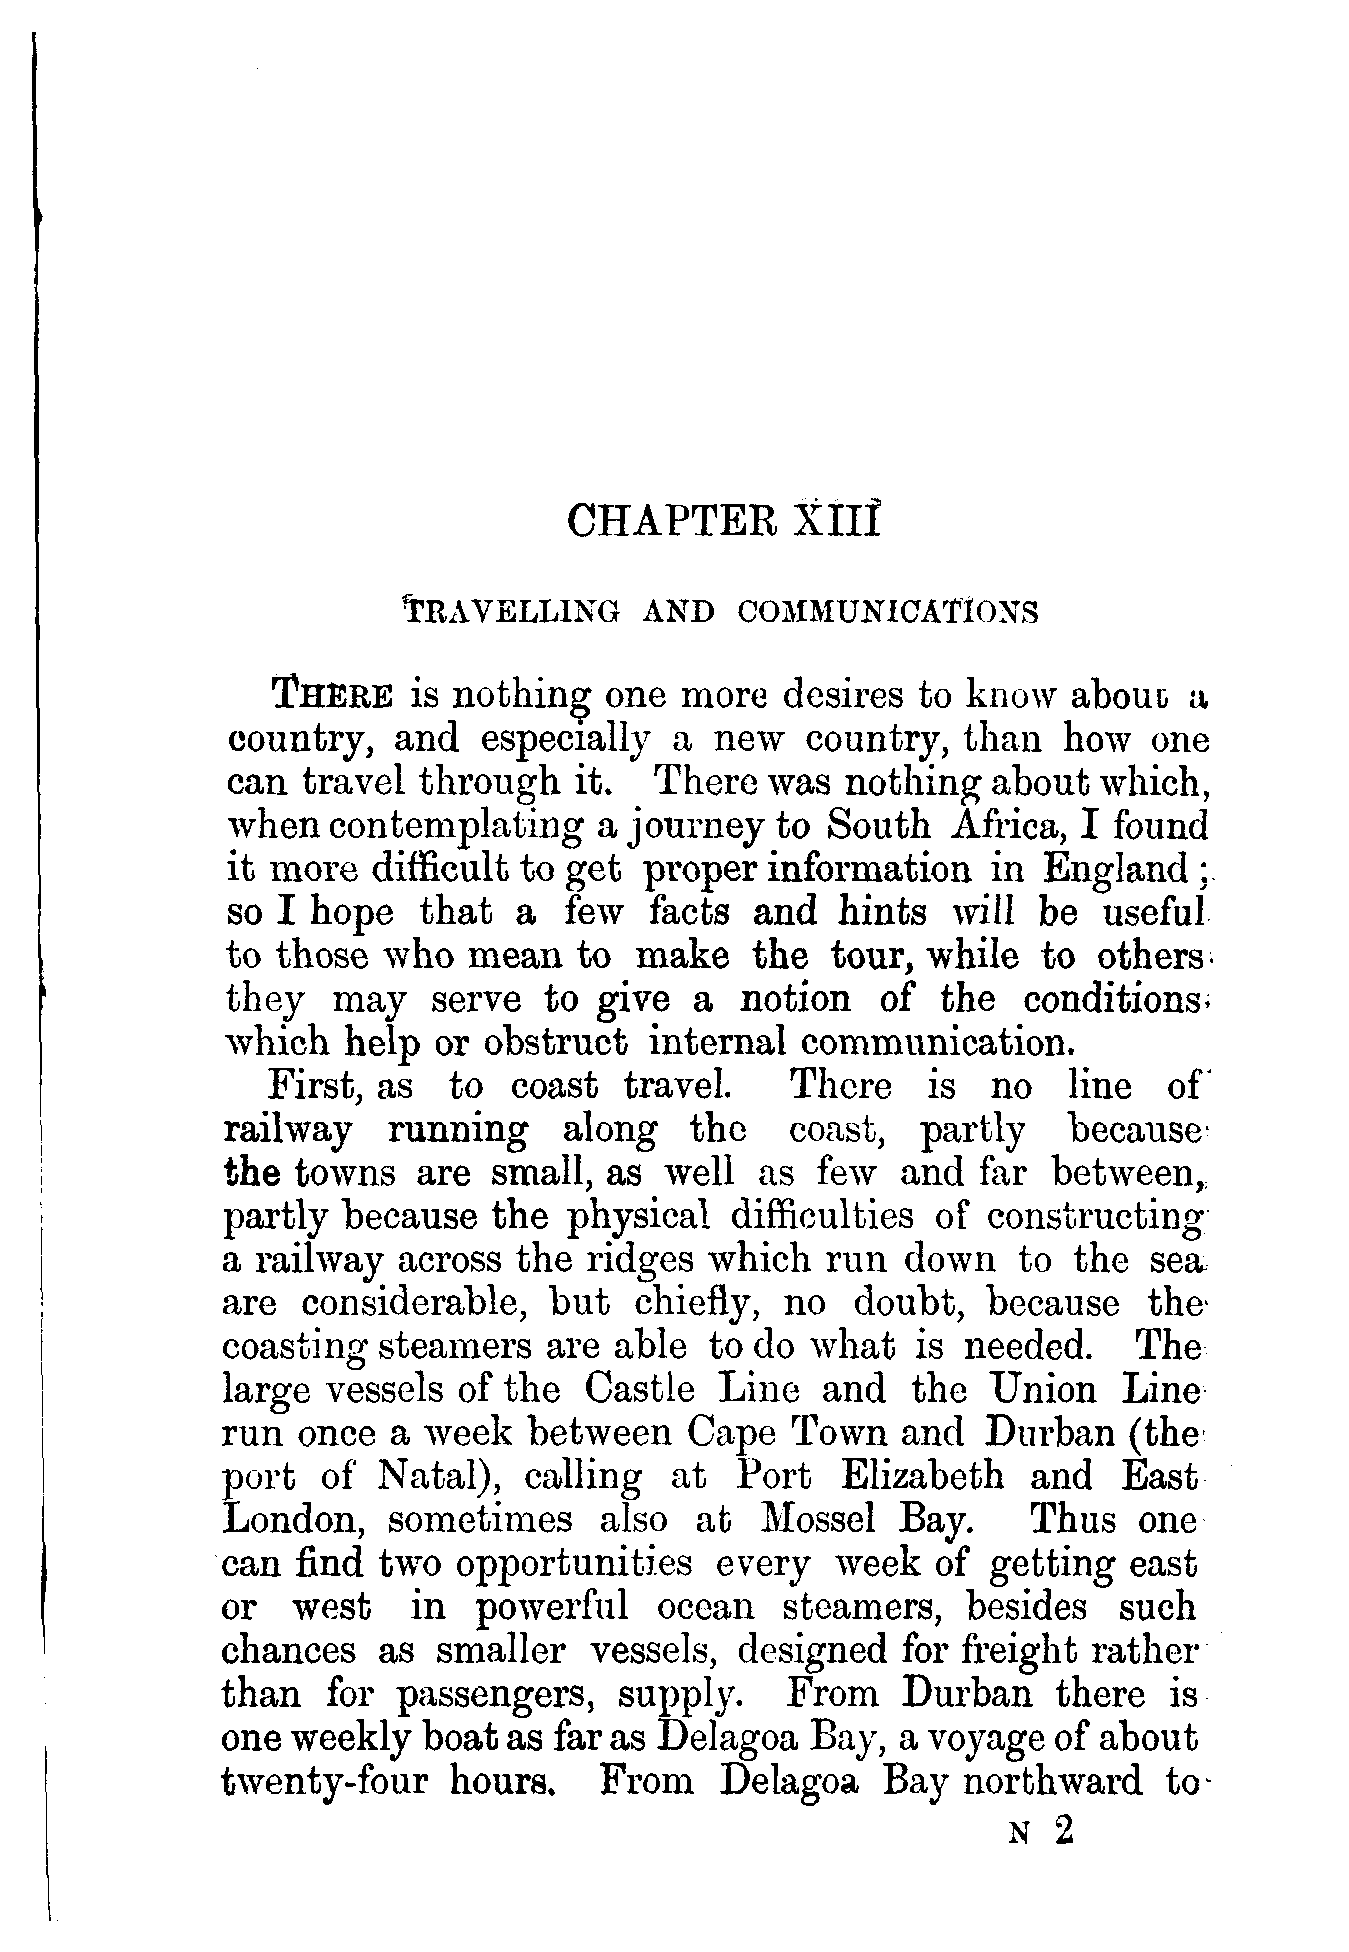 CHAPTER XIII
TRAVELLING AND COMMUNICATIONS
THERE is nothing one more desires to know about a
country, and especially a new country, than how one
can travel through it. There was nothing about which,
when contemplating a journey to South Africa, I found
it more difficult to get proper information in England ;
so I hope that a few facts and hints will be useful
to those who mean to make the tour, while to others
they may serve to give a notion of the conditions
which help or obstruct internal communication.
First, as to coast travel. There is no line of
railway running along the coast, partly because
the towns are small, as well as few and far between,
partly because the physical difficulties of constructing
a railway across the ridges which run down to the sea
are considerable, but chiefly, no doubt, because the
coasting steamers are able to do what is needed. The
large vessels of the Castle Line and the Union Line
run once a week between Cape Town and Durban (the
port of Natal), calling at Port Elizabeth and East
London, sometimes also at Mossel Bay. Thus one
can find two opportunities every week of getting east
or west in powerful ocean steamers, besides such
chances as smaller vessels, designed for freight rather
than for passengers, supply. From Durban there is
one weekly boat as far as Delagoa Bay, a voyage of about
twenty-four hours. From Delagoa Bay northward to
N 2